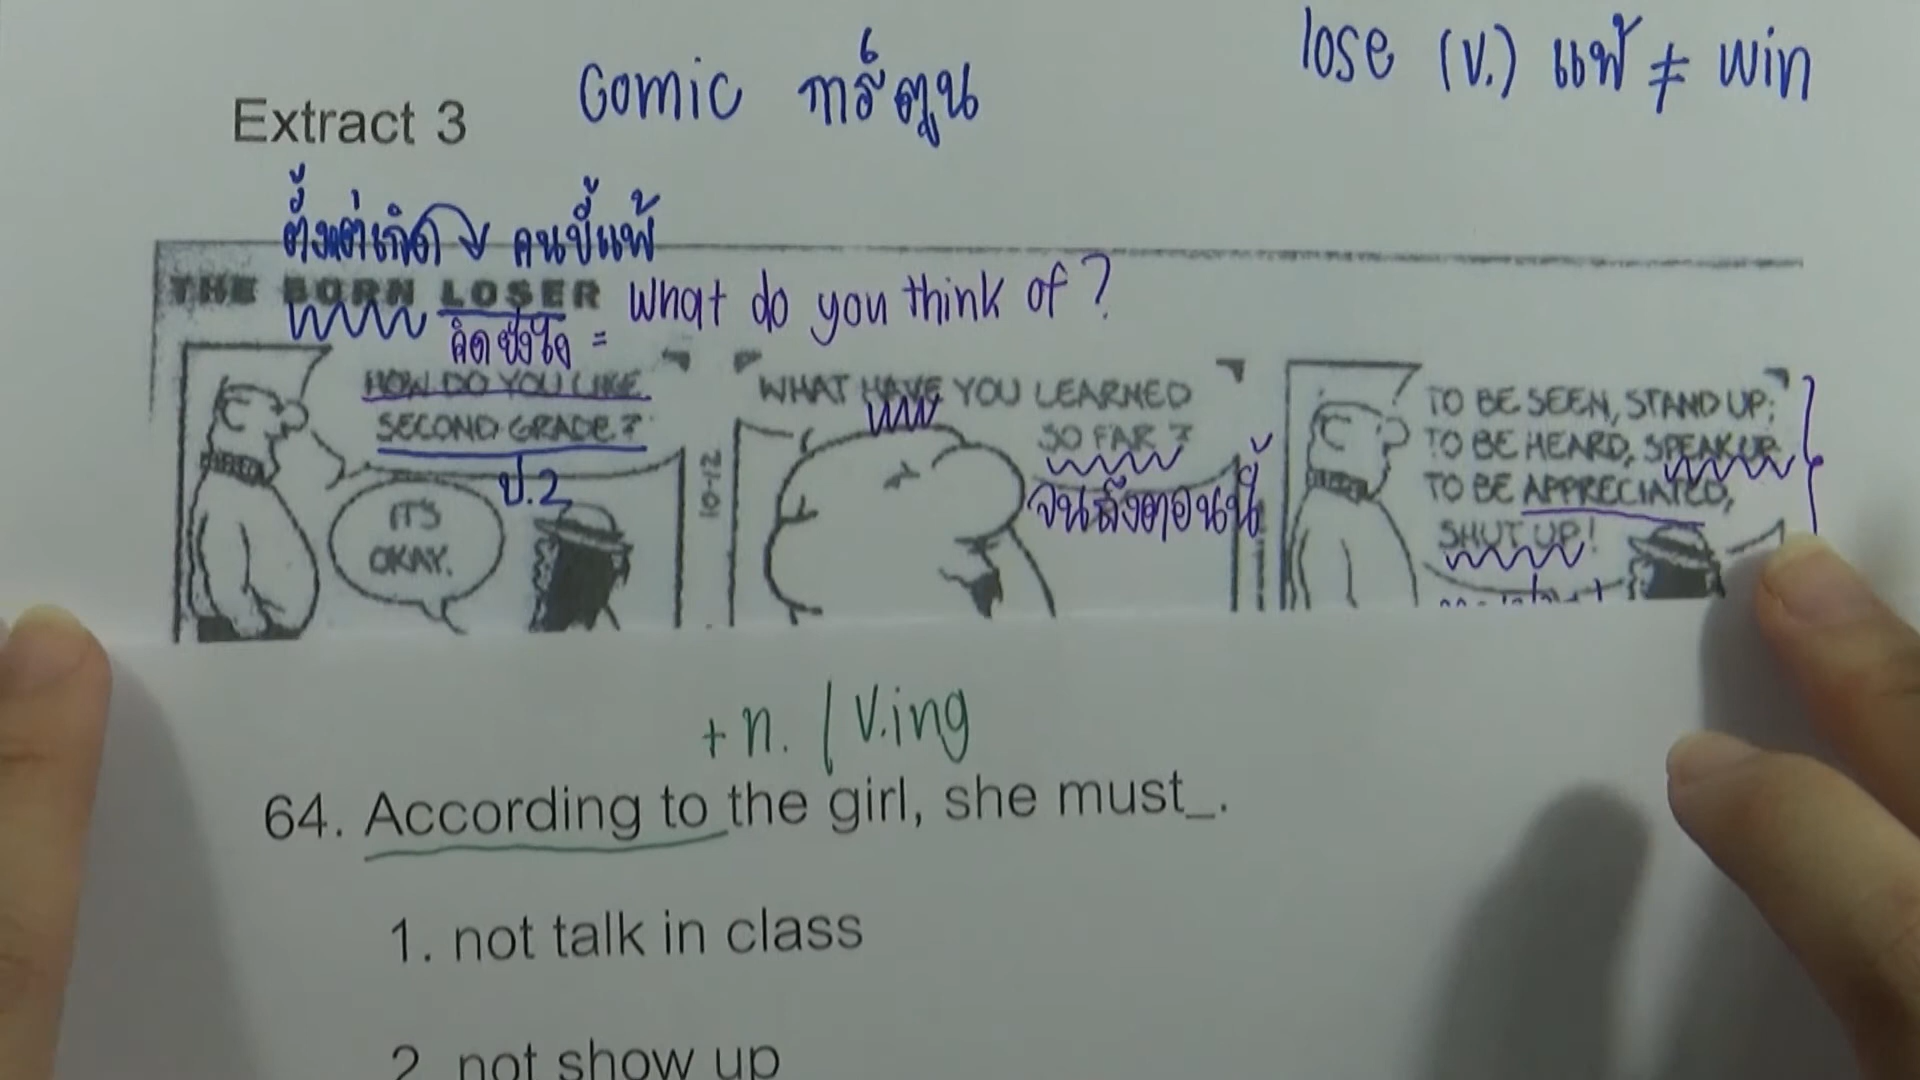 lose (v.) แพ้ ≠ win
Comic การ์ตูน
Extract 3
ตั้งแต่เกิด คนขี้แพ้
THE BORN LOSER
What do you think of?
คิดยังไง =
HOW DO YOU LIKE
SECOND GRADE?
ป.2
IT'S
OKAY.
10-12
WHAT HAVE YOU LEARNED
SO FAR?
จนถึงตอนนี้
TO BE SEEN, STAND UP;
TO BE HEARD, SPEAK UP
TO BE APPRECIATED,
SHUT UP!
+ n. / V.ing
64. According to the girl, she must_.
1. not talk in class
2. not show up